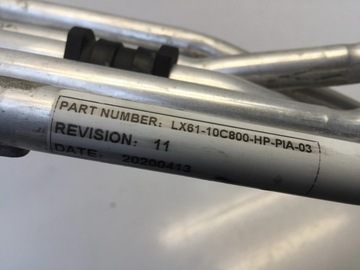 PART NUMBER: LX61-10C800-HP-PIA-03
REVISION: 11
DATE: 20200413